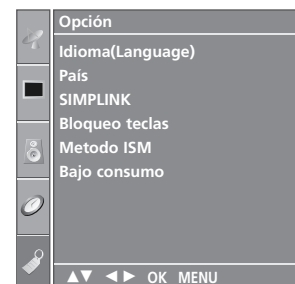 Opción
Idioma(Language)
País
SIMPLINK
Bloqueo teclas
Metodo ISM
Bajo consumo
▲▼ ◄► OK MENU